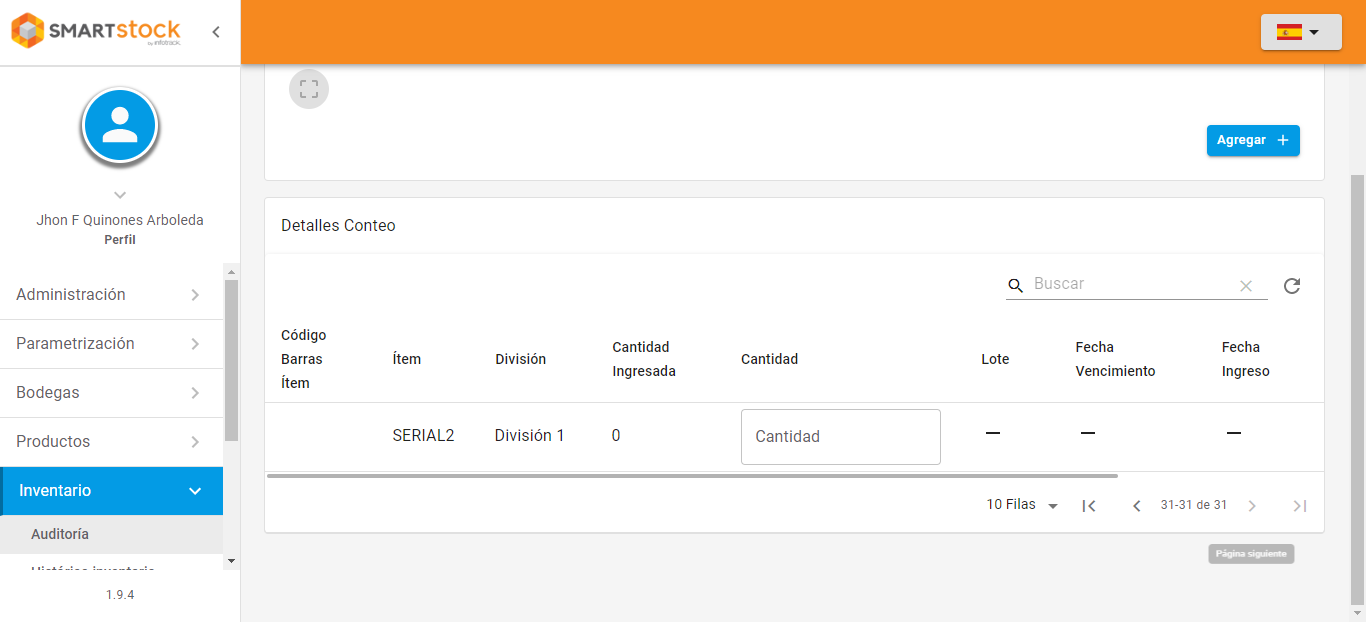 SMARTstock
by infotrack.
Jhon F Quinones Arboleda
Perfil
Administración
Parametrización
Bodegas
Productos
Inventario
Auditoría
Histórico inventario
1.9.4
Agregar +
Detalles Conteo
Buscar
Código Barras Ítem
Ítem
División
Cantidad Ingresada
Cantidad
Lote
Fecha Vencimiento
Fecha Ingreso
SERIAL2
División 1
0
Cantidad
—
—
—
10 Filas
31-31 de 31
Página siguiente